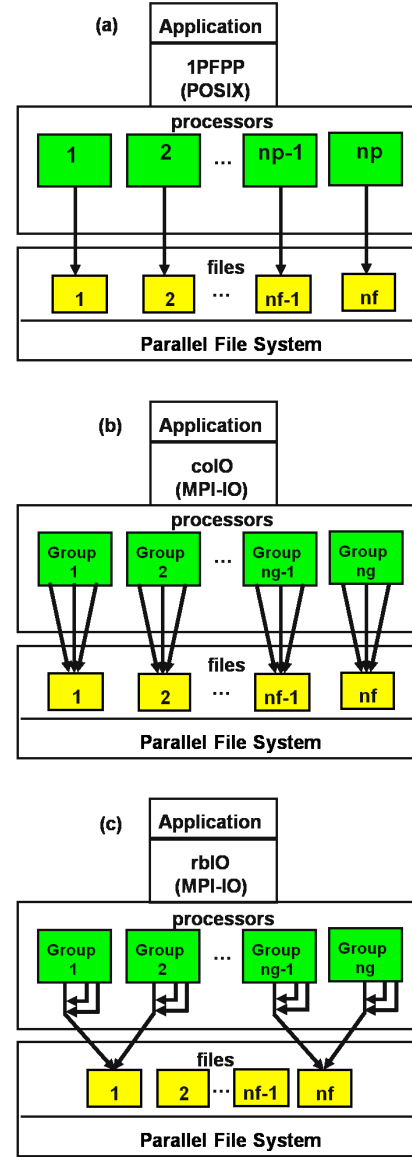 (a)
Application
1PFPP
(POSIX)
processors
1 2 ... np-1 np
files
1 2 ... nf-1 nf
Parallel File System
(b)
Application
coIO
(MPI-IO)
processors
Group 1 Group 2 ... Group ng-1 Group ng
files
1 2 ... nf-1 nf
Parallel File System
(c)
Application
rbIO
(MPI-IO)
processors
Group 1 Group 2 ... Group ng-1 Group ng
files
1 2 ... nf-1 nf
Parallel File System